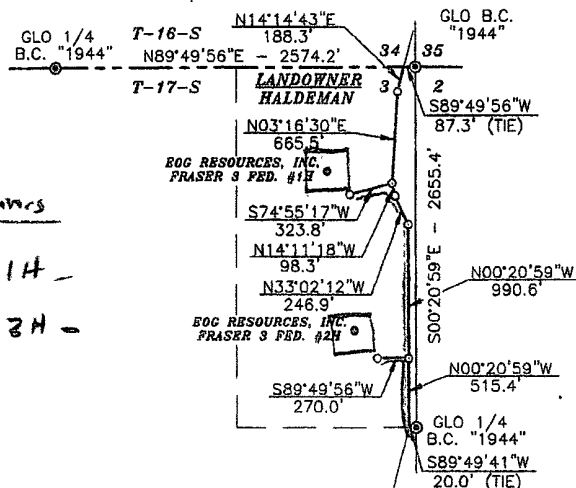 GLO 1/4
B.C. "1944"
T-16-S
N89°49'56"E - 2574.2'
T-17-S
N14°14'43"E
188.3'
GLO B.C.
"1944"
34
35
3
2
LANDOWNER
HALDEMAN
S89°49'56"W
87.3' (TIE)
N03°16'30"E
665.5'
EOG RESOURCES, INC.
FRASER 3 FED. #1H
S74°55'17"W
323.8'
N14°11'18"W
98.3'
N33°02'12"W
246.9'
S00°20'59"E - 2655.4'
N00°20'59"W
990.6'
1H -
2H -
EOG RESOURCES, INC.
FRASER 3 FED. #2H
S89°49'56"W
270.0'
N00°20'59"W
515.4'
GLO 1/4
B.C. "1944"
S89°49'41"W
20.0' (TIE)